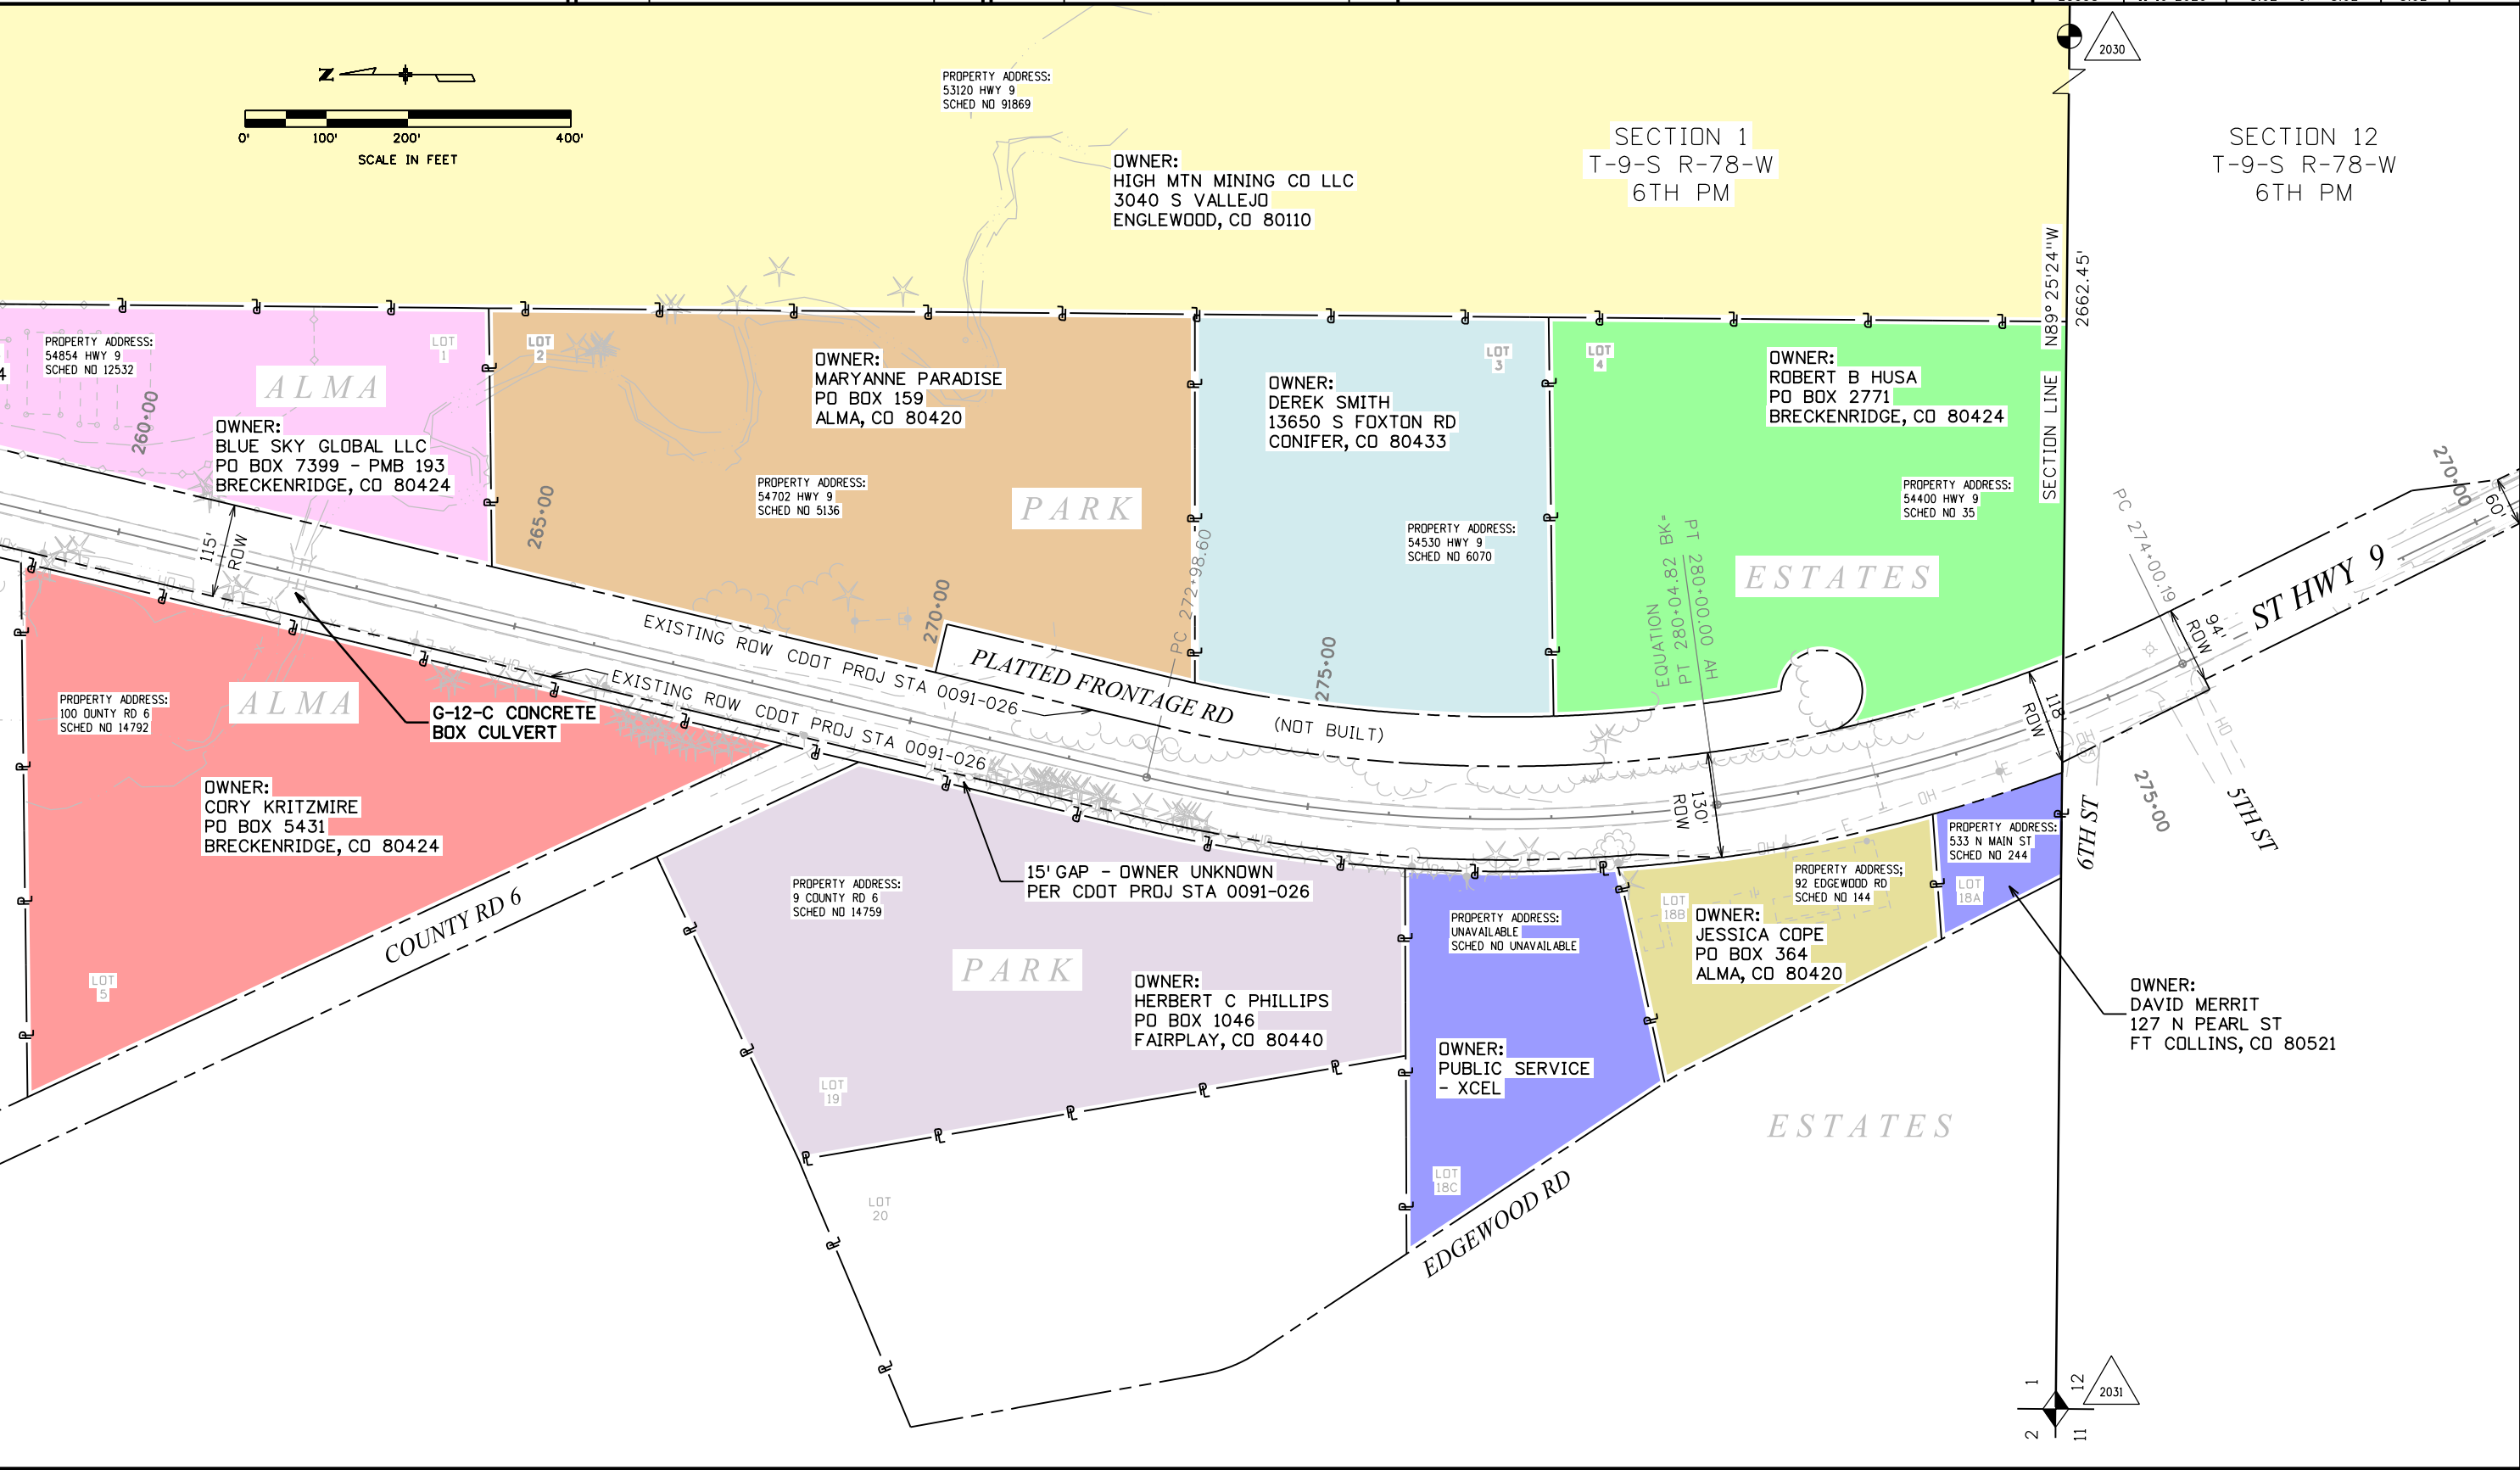 2030
N
0'
100'
200'
400'
SCALE IN FEET
PROPERTY ADDRESS:
53120 HWY 9
SCHED NO 91869
OWNER:
HIGH MTN MINING CO LLC
3040 S VALLEJO
ENGLEWOOD, CO 80110
SECTION 1
T-9-S R-78-W
6TH PM
SECTION 12
T-9-S R-78-W
6TH PM
N89° 25'24"W
2662.45'
SECTION LINE
PROPERTY ADDRESS:
54854 HWY 9
SCHED NO 12532
LOT
1
ALMA
260+00
OWNER:
BLUE SKY GLOBAL LLC
PO BOX 7399 - PMB 193
BRECKENRIDGE, CO 80424
LOT
2
OWNER:
MARYANNE PARADISE
PO BOX 159
ALMA, CO 80420
PROPERTY ADDRESS:
54702 HWY 9
SCHED NO 5136
PARK
265+00
270+00
LOT
3
OWNER:
DEREK SMITH
13650 S FOXTON RD
CONIFER, CO 80433
PROPERTY ADDRESS:
54530 HWY 9
SCHED NO 6070
PC 272+98.60
275+00
LOT
4
OWNER:
ROBERT B HUSA
PO BOX 2771
BRECKENRIDGE, CO 80424
PROPERTY ADDRESS:
54400 HWY 9
SCHED NO 35
ESTATES
EQUATION
PT 280+04.82 BK=
PT 280+00.00 AH
PC 274+00.19
270+00
60'
ST HWY 9
94'
ROW
118'
ROW
130'
ROW
115'
ROW
EXISTING ROW CDOT PROJ STA 0091-026
EXISTING ROW CDOT PROJ STA 0091-026
PLATTED FRONTAGE RD
(NOT BUILT)
G-12-C CONCRETE
BOX CULVERT
PROPERTY ADDRESS:
100 OUNTY RD 6
SCHED NO 14792
ALMA
OWNER:
CORY KRITZMIRE
PO BOX 5431
BRECKENRIDGE, CO 80424
LOT
5
COUNTY RD 6
15' GAP - OWNER UNKNOWN
PER CDOT PROJ STA 0091-026
PROPERTY ADDRESS:
9 COUNTY RD 6
SCHED NO 14759
PARK
OWNER:
HERBERT C PHILLIPS
PO BOX 1046
FAIRPLAY, CO 80440
LOT
19
LOT
20
PROPERTY ADDRESS:
UNAVAILABLE
SCHED NO UNAVAILABLE
OWNER:
PUBLIC SERVICE
- XCEL
LOT
18C
EDGEWOOD RD
PROPERTY ADDRESS;
92 EDGEWOOD RD
SCHED NO 144
LOT
18B
OWNER:
JESSICA COPE
PO BOX 364
ALMA, CO 80420
PROPERTY ADDRESS:
533 N MAIN ST
SCHED NO 244
LOT
18A
6TH ST
5TH ST
275+00
OWNER:
DAVID MERRIT
127 N PEARL ST
FT COLLINS, CO 80521
ESTATES
1
12
2
11
2031